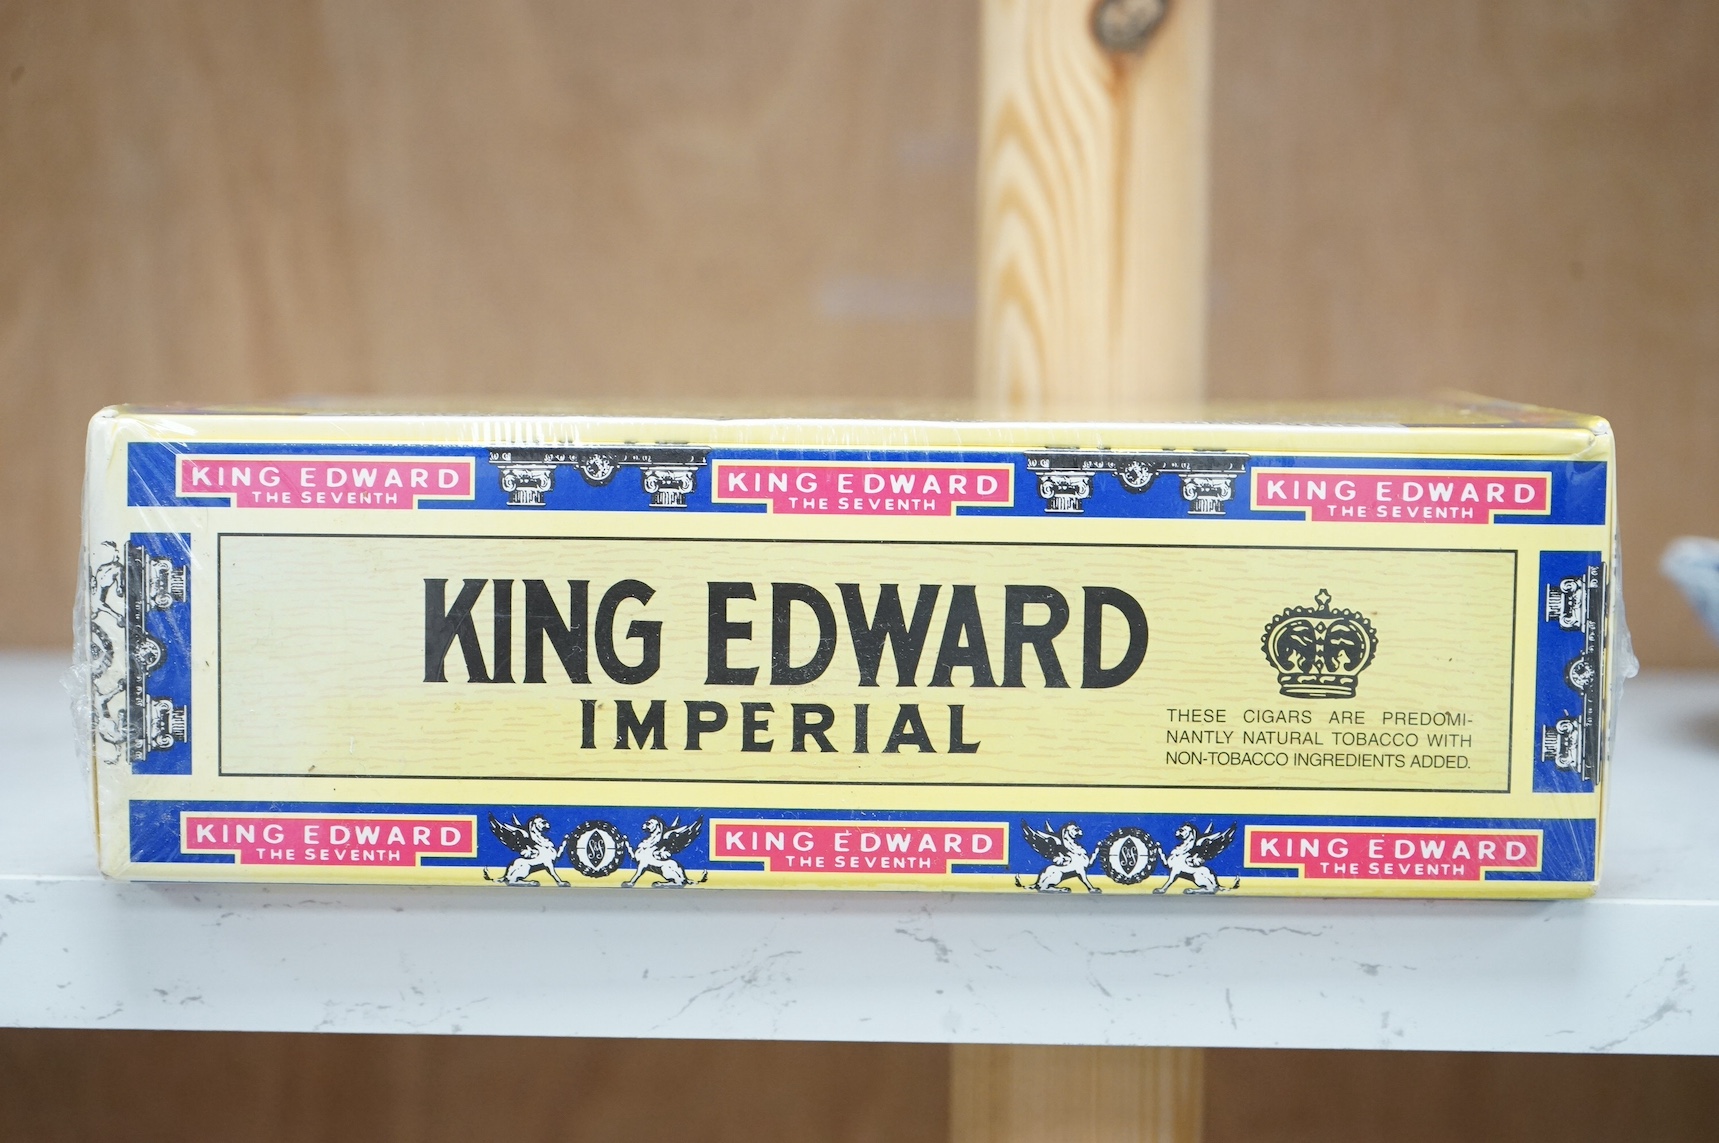 KING EDWARD
THE SEVENTH
KING EDWARD
THE SEVENTH
KING EDWARD
THE SEVENTH
KING EDWARD
IMPERIAL
THESE CIGARS ARE PREDOMI-
NANTLY NATURAL TOBACCO WITH
NON-TOBACCO INGREDIENTS ADDED.
KING EDWARD
THE SEVENTH
KING EDWARD
THE SEVENTH
KING EDWARD
THE SEVENTH